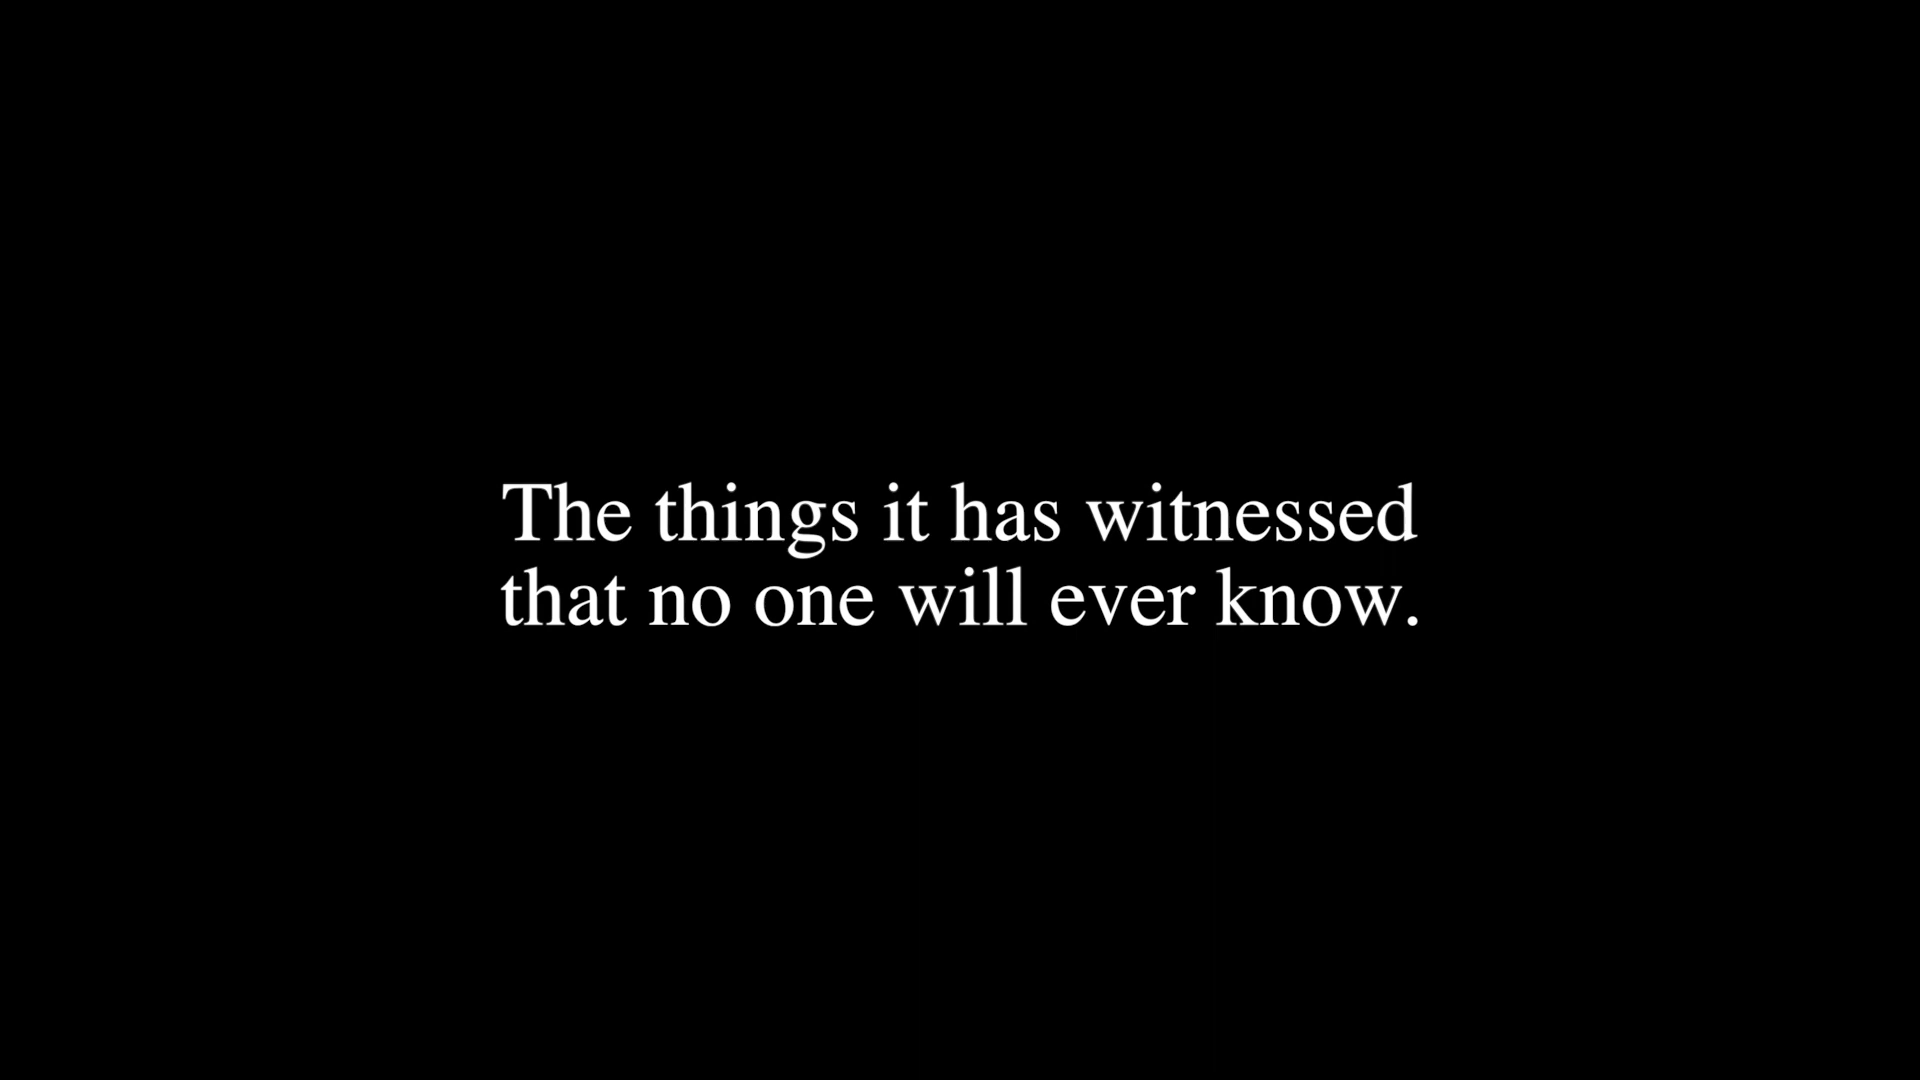 The things it has witnessed
that no one will ever know.